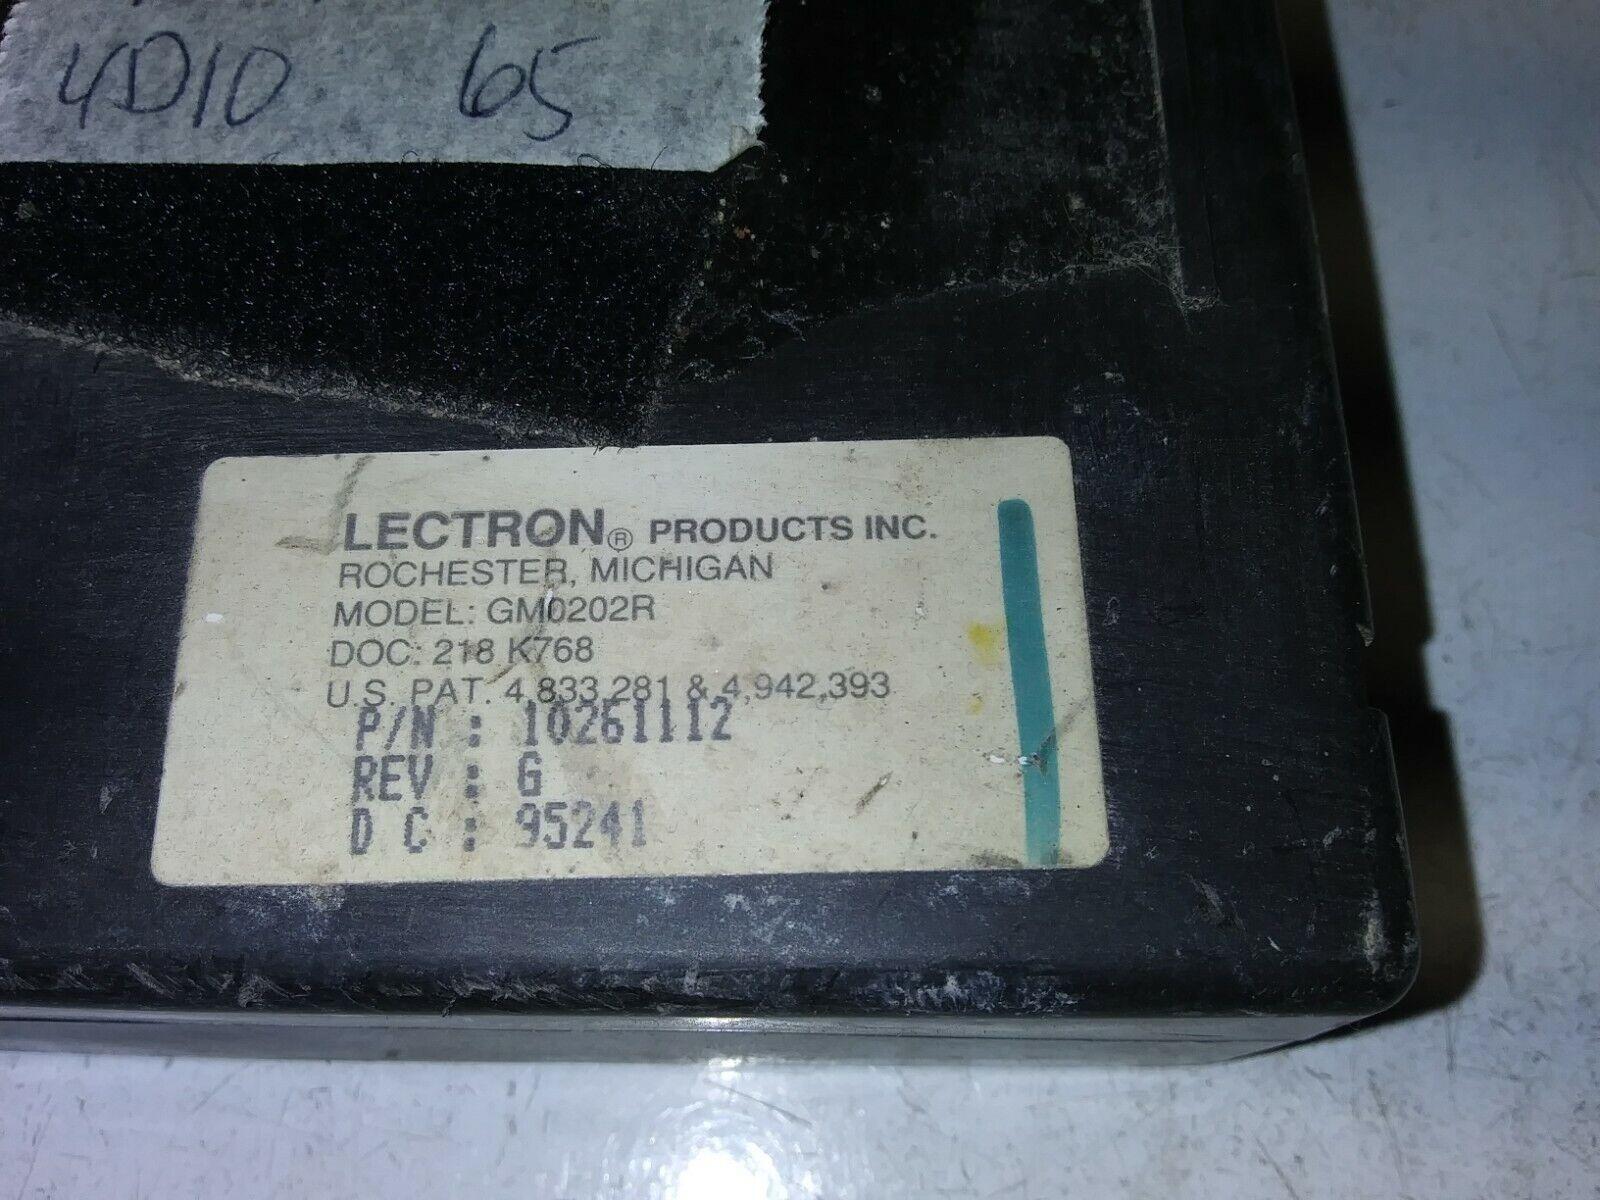 4D10 65
LECTRON® PRODUCTS INC.
ROCHESTER, MICHIGAN
MODEL: GM0202R
DOC: 218 K768
U.S. PAT. 4,833,281 & 4,942,393
P/N : 10261112
REV : G
D C : 95241